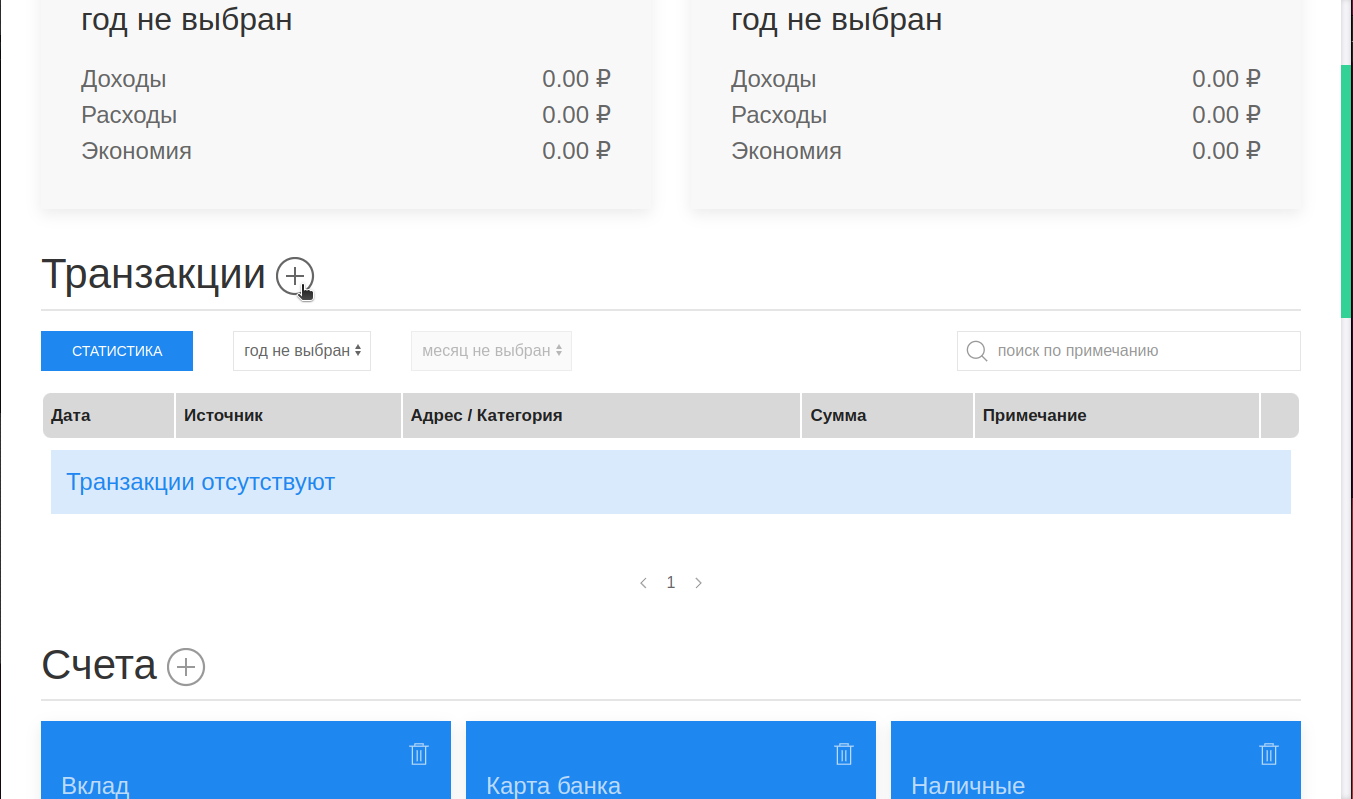 год не выбран год не выбран
Доходы 0.00 ₽ Доходы 0.00 ₽
Расходы 0.00 ₽ Расходы 0.00 ₽
Экономия 0.00 ₽ Экономия 0.00 ₽
Транзакции
СТАТИСТИКА год не выбран месяц не выбран поиск по примечанию
Дата Источник Адрес / Категория Сумма Примечание
Транзакции отсутствуют
1
Счета
Вклад Карта банка Наличные